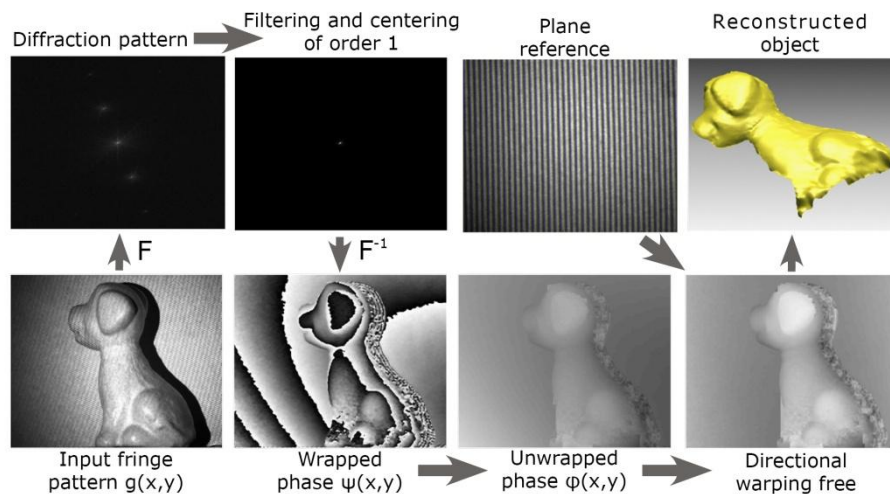 Diffraction pattern
Filtering and centering
of order 1
Plane
reference
Reconstructed
object
F
F-1
Input fringe
pattern g(x,y)
Wrapped
phase ψ(x,y)
Unwrapped
phase φ(x,y)
Directional
warping free